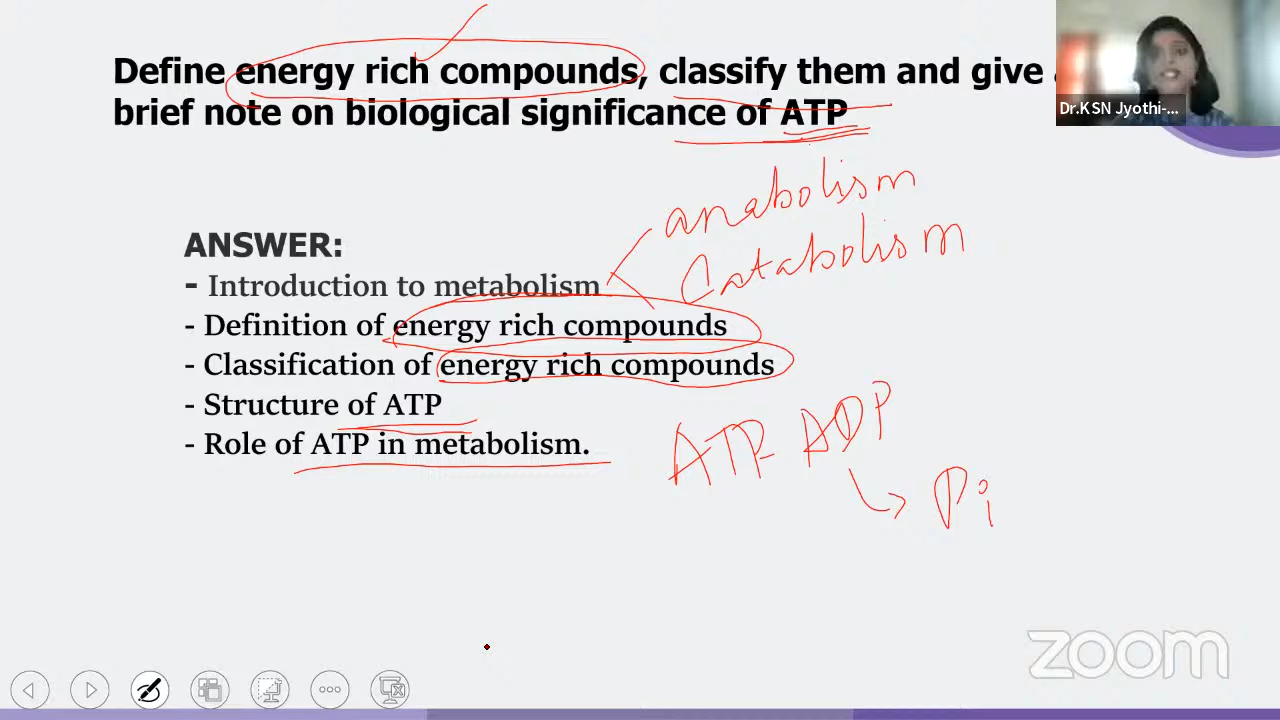 Define energy rich compounds, classify them and give a
brief note on biological significance of ATP
Dr.KSN Jyothi-...
anabolism
Catabolism
ANSWER:
- Introduction to metabolism
- Definition of energy rich compounds
- Classification of energy rich compounds
- Structure of ATP
- Role of ATP in metabolism.
ATP ADP
Pi
zoom